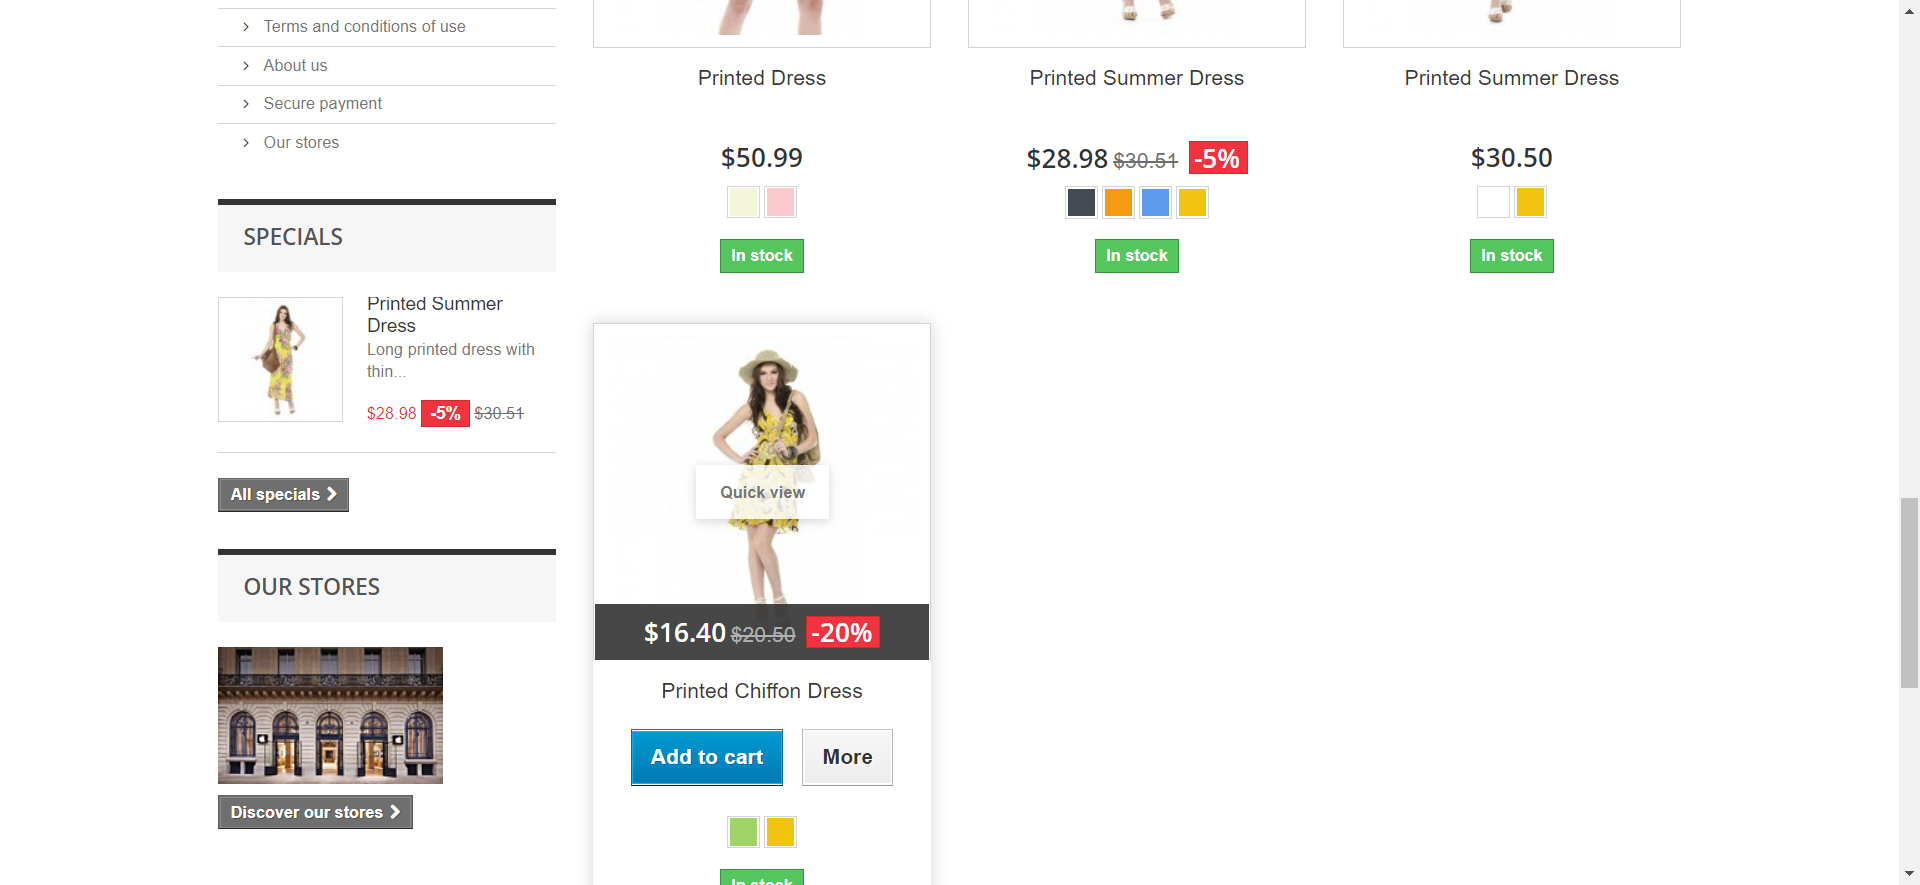 Terms and conditions of use
About us
Secure payment
Our stores
SPECIALS
Printed Summer
Dress
Long printed dress with
thin...
$28.98 -5% $30.51
All specials
OUR STORES
Discover our stores
Printed Dress
$50.99
In stock
Printed Summer Dress
$28.98 $30.51 -5%
In stock
Printed Summer Dress
$30.50
In stock
Quick view
$16.40 $20.50 -20%
Printed Chiffon Dress
Add to cart More
In stock